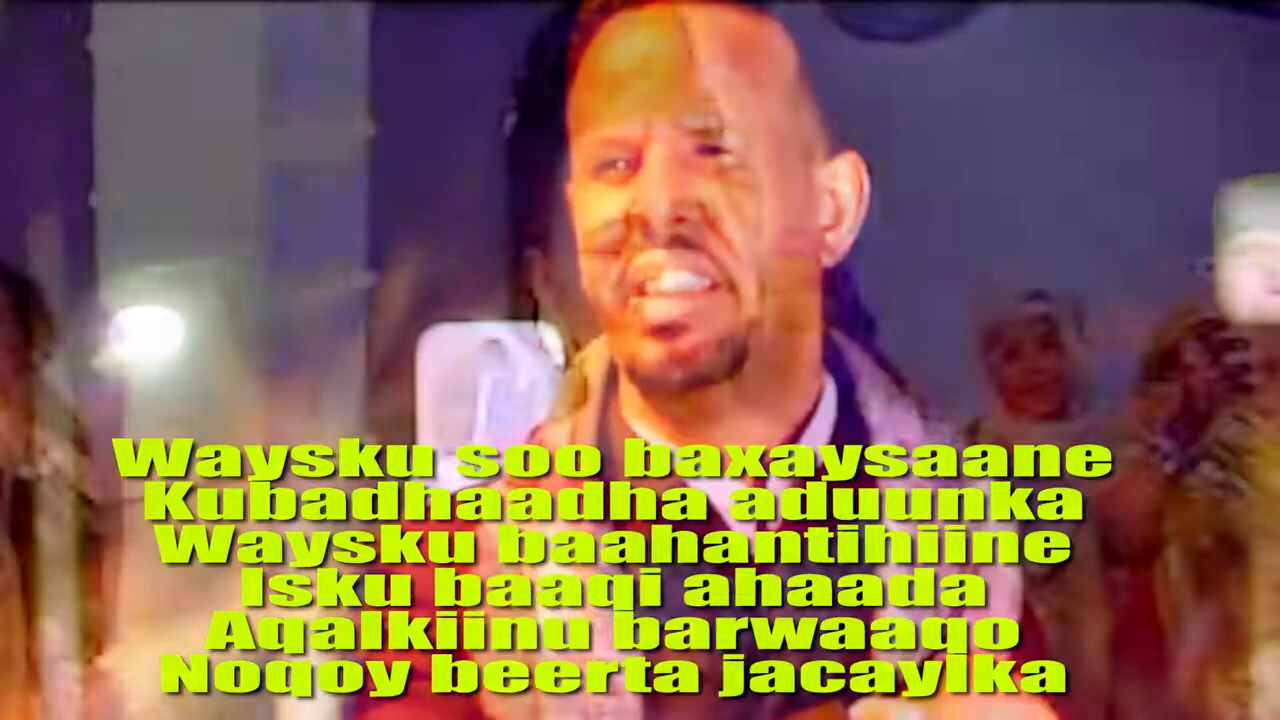 Waysku soo baxaysaane
Kubadhaadha aduunka
Waysku baahantihiine
Isku baaqi ahaada
Aqalkiinu barwaaqo
Noqoy beerta jacaylka